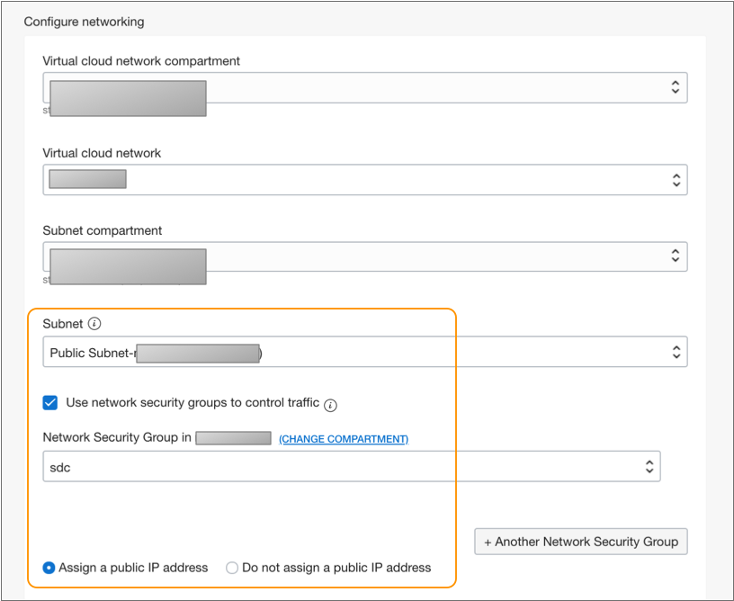 Configure networking
Virtual cloud network compartment
st
Virtual cloud network
Subnet compartment
st
Subnet i
Public Subnet-r )
Use network security groups to control traffic i
Network Security Group in (CHANGE COMPARTMENT)
sdc
+ Another Network Security Group
Assign a public IP address Do not assign a public IP address